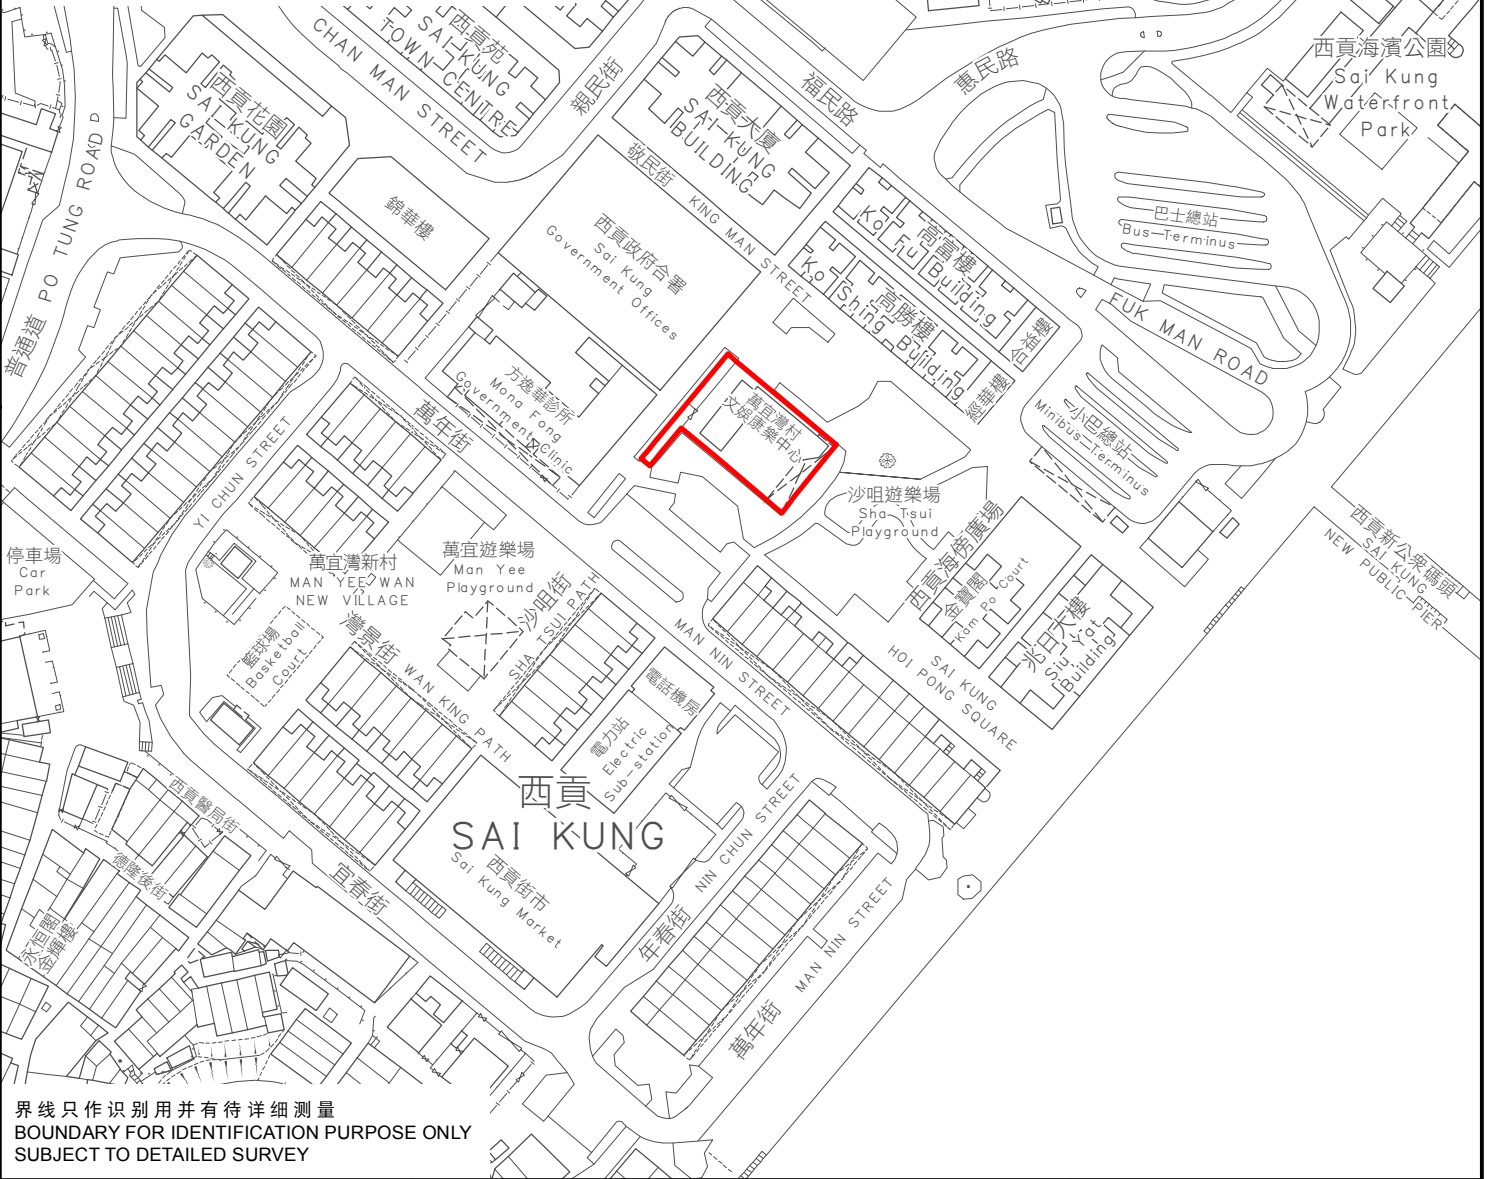 西貢苑
SAI KUNG
TOWN CENTRE
CHAN MAN STREET
親民街
福民路
惠民路
西貢海濱公園
Sai Kung
Waterfront
Park
西貢花園
SAI KUNG
GARDEN
西貢大廈
SAI KUNG
BUILDING
敬民街
KING MAN STREET
錦華樓
西貢政府合署
Sai Kung
Government Offices
高富樓
Ko Fu Building
高勝樓
Ko Shing Building
合益樓
經華樓
巴士總站
Bus-Terminus
FUK MAN ROAD
小巴總站
Minibus-Terminus
普通道 PO TUNG ROAD
方逸華診所
Mona Fong
Government Clinic
萬年街
萬宜灣村
文娛康樂中心
沙咀遊樂場
Sha Tsui
Playground
YI CHUN STREET
停車場
Car
Park
萬宜灣新村
MAN YEE WAN
NEW VILLAGE
萬宜遊樂場
Man Yee
Playground
沙咀街
SHA TSUI PATH
籃球場
Basketball
Court
灣景街
WAN KING PATH
MAN NIN STREET
西貢海傍廣場
金寶閣
Kam Po Court
兆日大樓
Siu Yat
Building
SAI KUNG
HOI PONG SQUARE
西貢新公眾碼頭
SAI KUNG
NEW PUBLIC PIER
電話機房
電力站
Electric
Sub-station
西貢
SAI KUNG
西貢街市
Sai Kung Market
西貢醫局街
德隆後街
永佰閣
金輝樓
宜春街
年春街
NIN CHUN STREET
萬年街
MAN NIN STREET
界线只作识别用并有待详细测量
BOUNDARY FOR IDENTIFICATION PURPOSE ONLY
SUBJECT TO DETAILED SURVEY